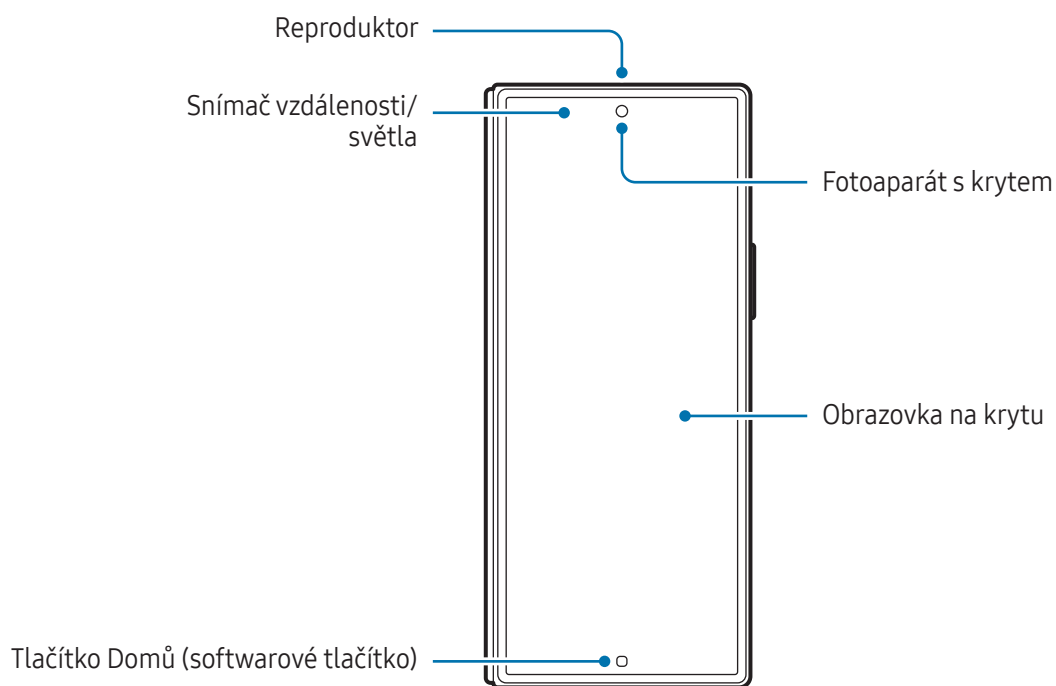 Reproduktor
Snímač vzdálenosti/
světla
Fotoaparát s krytem
Obrazovka na krytu
Tlačítko Domů (softwarové tlačítko)